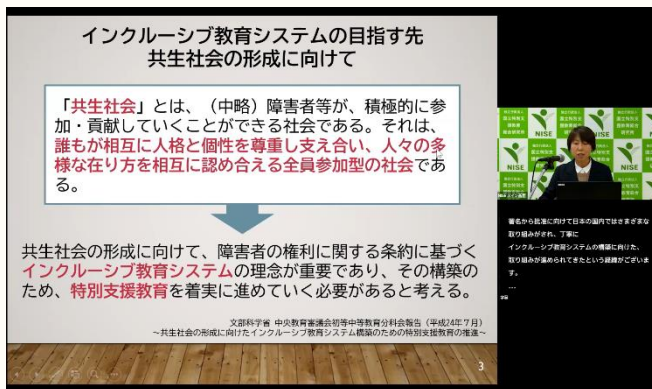 インクルーシブ教育システムの目指す先
共生社会の形成に向けて
「共生社会」とは、（中略）障害者等が、積極的に参
加・貢献していくことができる社会である。それは、
誰もが相互に人格と個性を尊重し支え合い、人々の多
様な在り方を相互に認め合える全員参加型の社会であ
る。
共生社会の形成に向けて、障害者の権利に関する条約に基づく
インクルーシブ教育システムの理念が重要であり、その構築の
ため、特別支援教育を着実に進めていく必要があると考える。
文部科学省 中央教育審議会初等中等教育分科会報告（平成24年７月）
～共生社会の形成に向けたインクルーシブ教育システム構築のための特別支援教育の推進～
3
NISE
NISE
NISE
署名から批准に向けて日本の国内ではさまざまな
取り組みがされ、丁寧に
インクルーシブ教育システムの構築に向けた、
取り組みが進められてきたという経緯がございま
す。
....